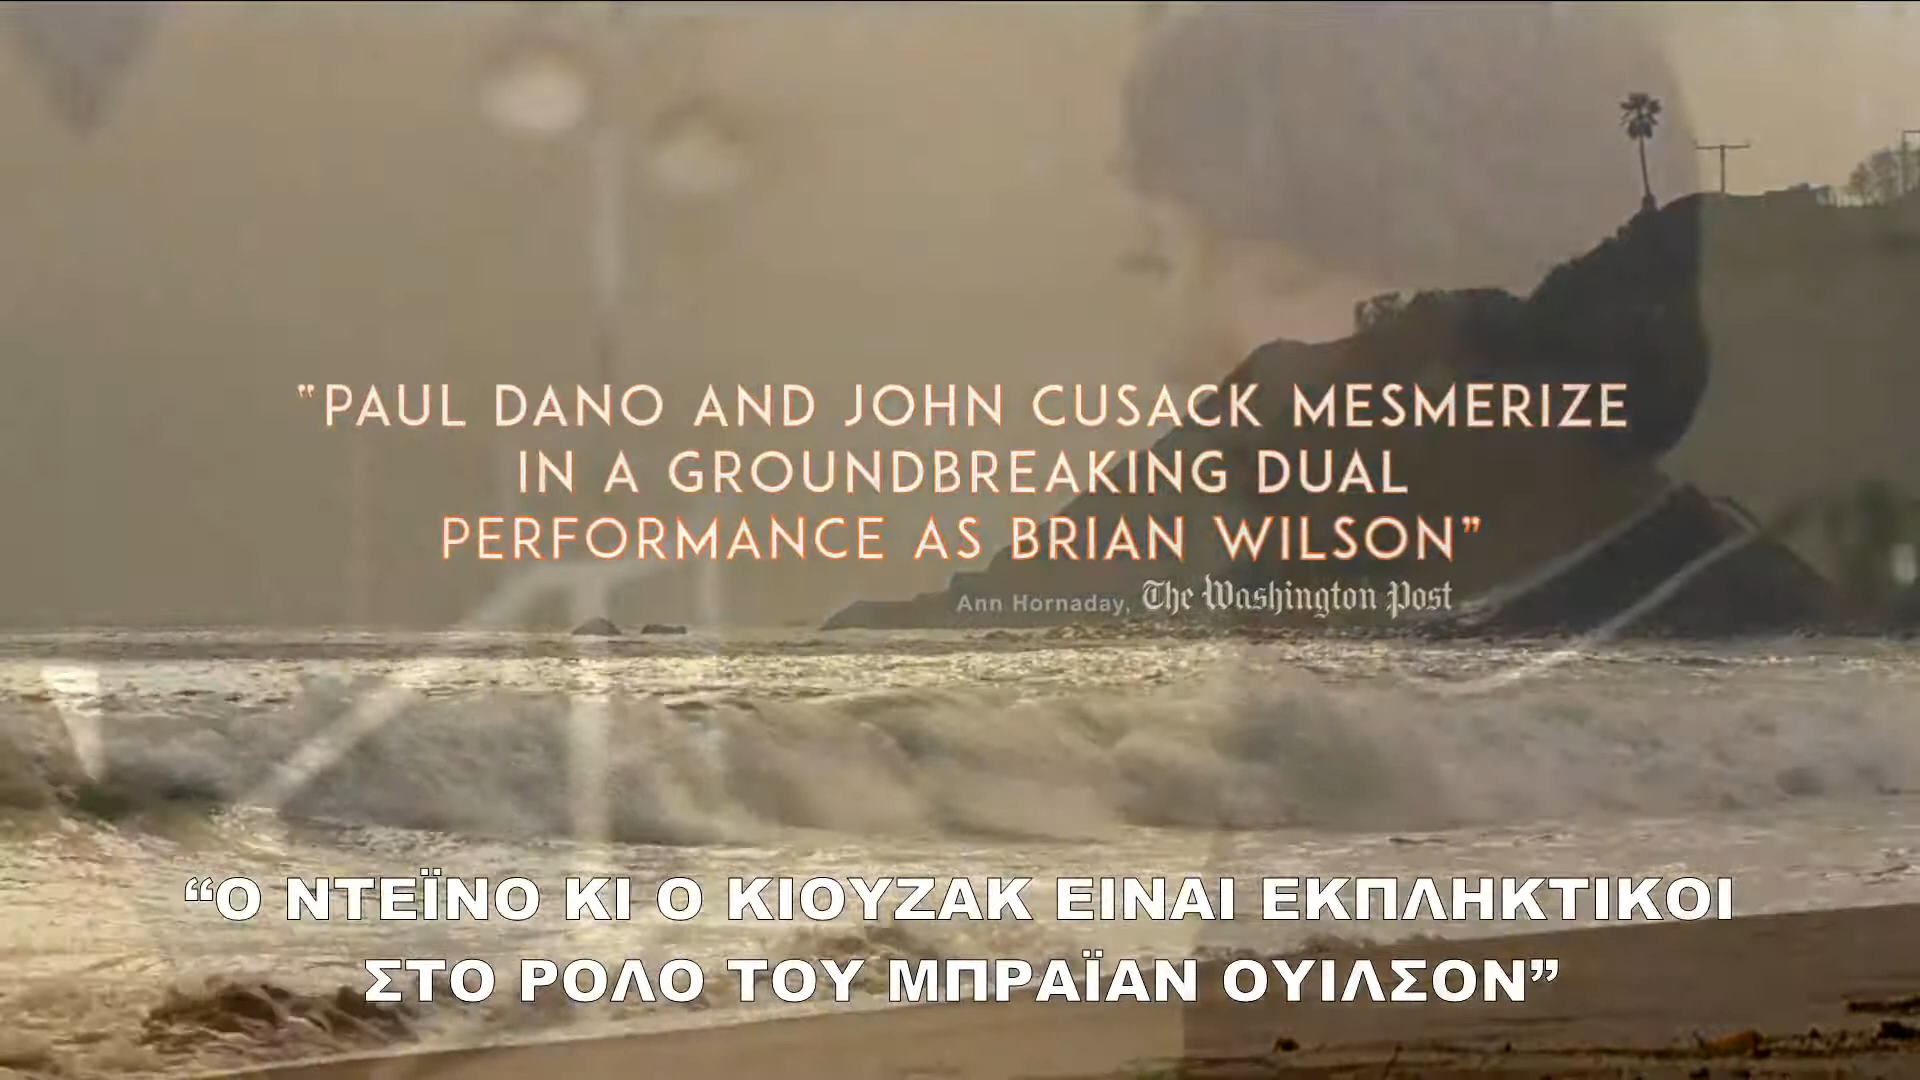 “PAUL DANO AND JOHN CUSACK MESMERIZE
IN A GROUNDBREAKING DUAL
PERFORMANCE AS BRIAN WILSON”
Ann Hornaday, The Washington Post
“Ο ΝΤΕΪΝΟ ΚΙ Ο ΚΙΟΥΖΑΚ ΕΙΝΑΙ ΕΚΠΛΗΚΤΙΚΟΙ
ΣΤΟ ΡΟΛΟ ΤΟΥ ΜΠΡΑΪΑΝ ΟΥΙΛΣΟΝ”